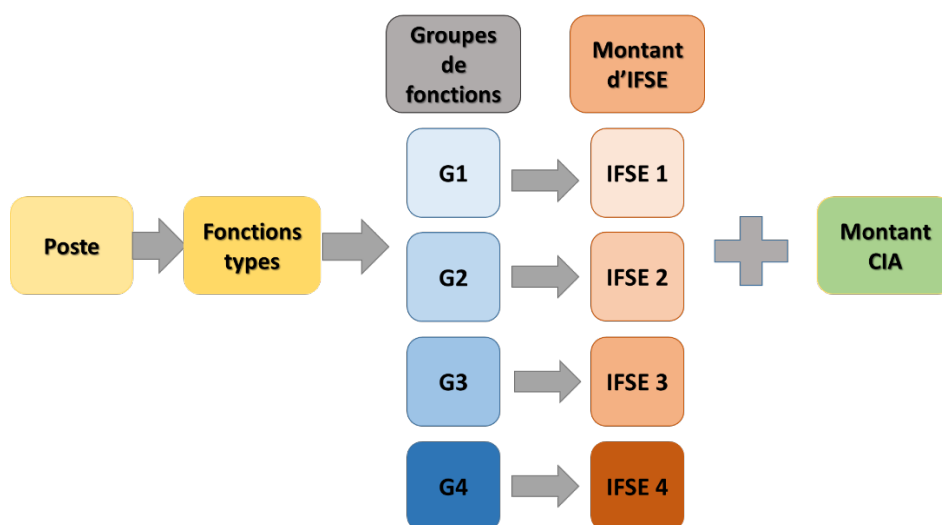 Groupes
de
fonctions
Montant
d’IFSE
G1
IFSE 1
Poste
Fonctions
types
Montant
CIA
G2
IFSE 2
G3
IFSE 3
G4
IFSE 4